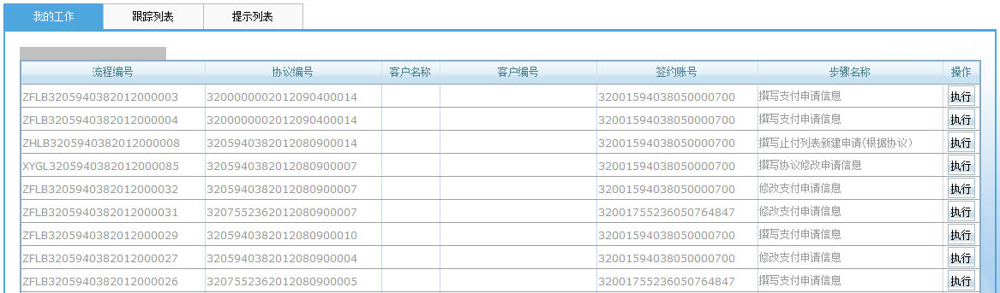 我的工作 跟踪列表 提示列表
流程编号 协议编号 客户名称 客户编号 签约账号 步骤名称 操作
ZFLB3205940382012000003 3200000002012090400014 32001594038050000700 撰写支付申请信息 执行
ZFLB3205940382012000004 3200000002012090400014 32001594038050000700 撰写支付申请信息 执行
ZHLB3205940382012000008 3205940382012080900014 32001594038050000700 撰写止付列表新建申请(根据协议） 执行
XYGL3205940382012000085 3205940382012080900007 32001594038050000700 撰写协议修改申请信息 执行
ZFLB3205940382012000032 3205940382012080900007 32001594038050000700 修改支付申请信息 执行
ZFLB3205940382012000031 3207552362012080900007 32001755236050764847 修改支付申请信息 执行
ZFLB3205940382012000029 3205940382012080900010 32001594038050000700 撰写支付申请信息 执行
ZFLB3205940382012000027 3205940382012080900004 32001594038050000700 修改支付申请信息 执行
ZFLB3205940382012000026 3207552362012080900005 32001755236050764847 撰写支付申请信息 执行